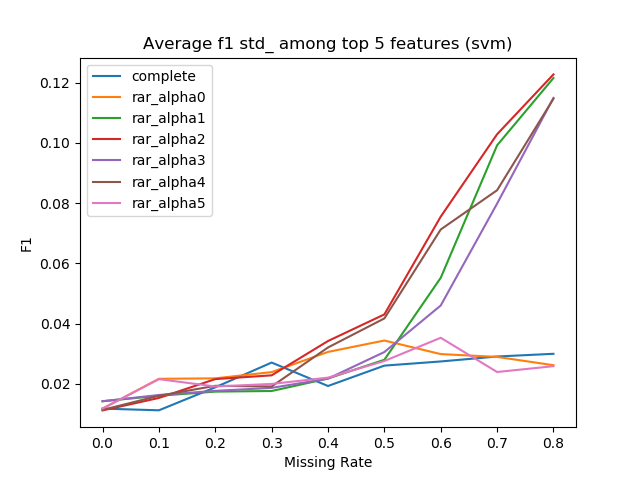 Average f1 std_ among top 5 features (svm)
complete
rar_alpha0
rar_alpha1
rar_alpha2
rar_alpha3
rar_alpha4
rar_alpha5
0.12
0.10
0.08
0.06
0.04
0.02
F1
0.0 0.1 0.2 0.3 0.4 0.5 0.6 0.7 0.8
Missing Rate